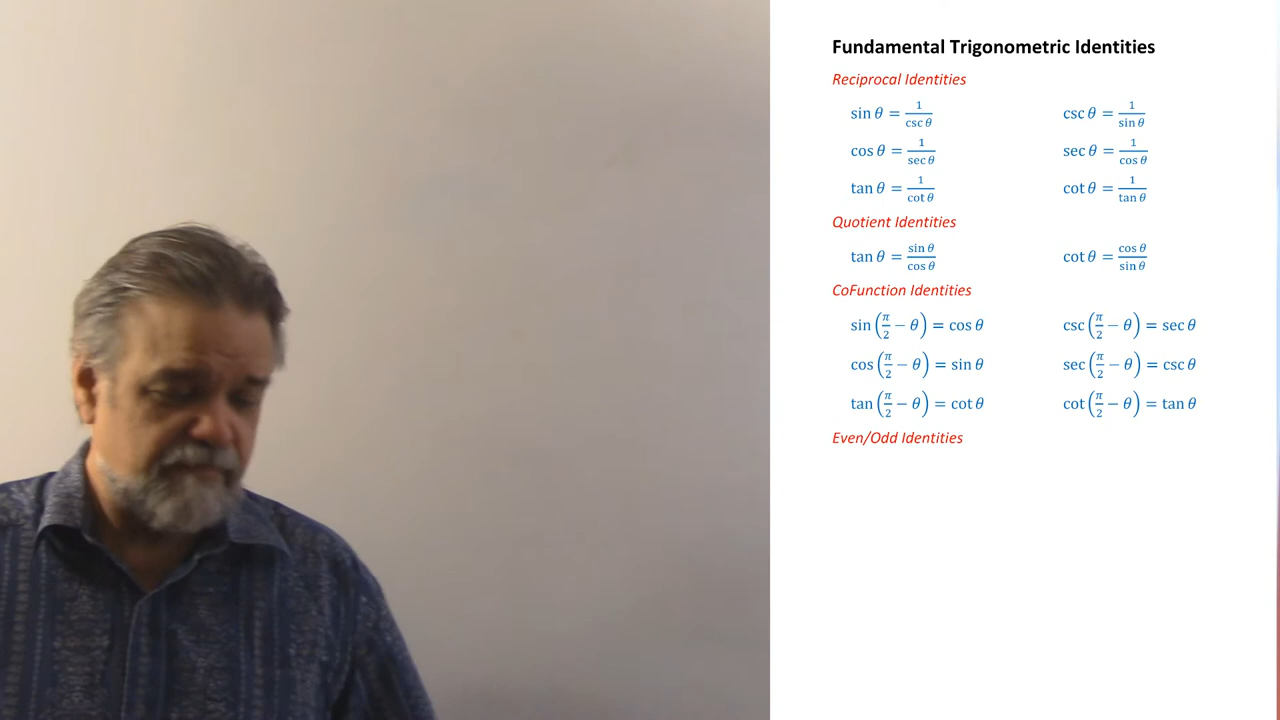 Fundamental Trigonometric Identities
Reciprocal Identities
sin θ = 1/csc θ    csc θ = 1/sin θ
cos θ = 1/sec θ    sec θ = 1/cos θ
tan θ = 1/cot θ    cot θ = 1/tan θ
Quotient Identities
tan θ = sin θ/cos θ    cot θ = cos θ/sin θ
CoFunction Identities
sin (π/2 − θ) = cos θ    csc (π/2 − θ) = sec θ
cos (π/2 − θ) = sin θ    sec (π/2 − θ) = csc θ
tan (π/2 − θ) = cot θ    cot (π/2 − θ) = tan θ
Even/Odd Identities